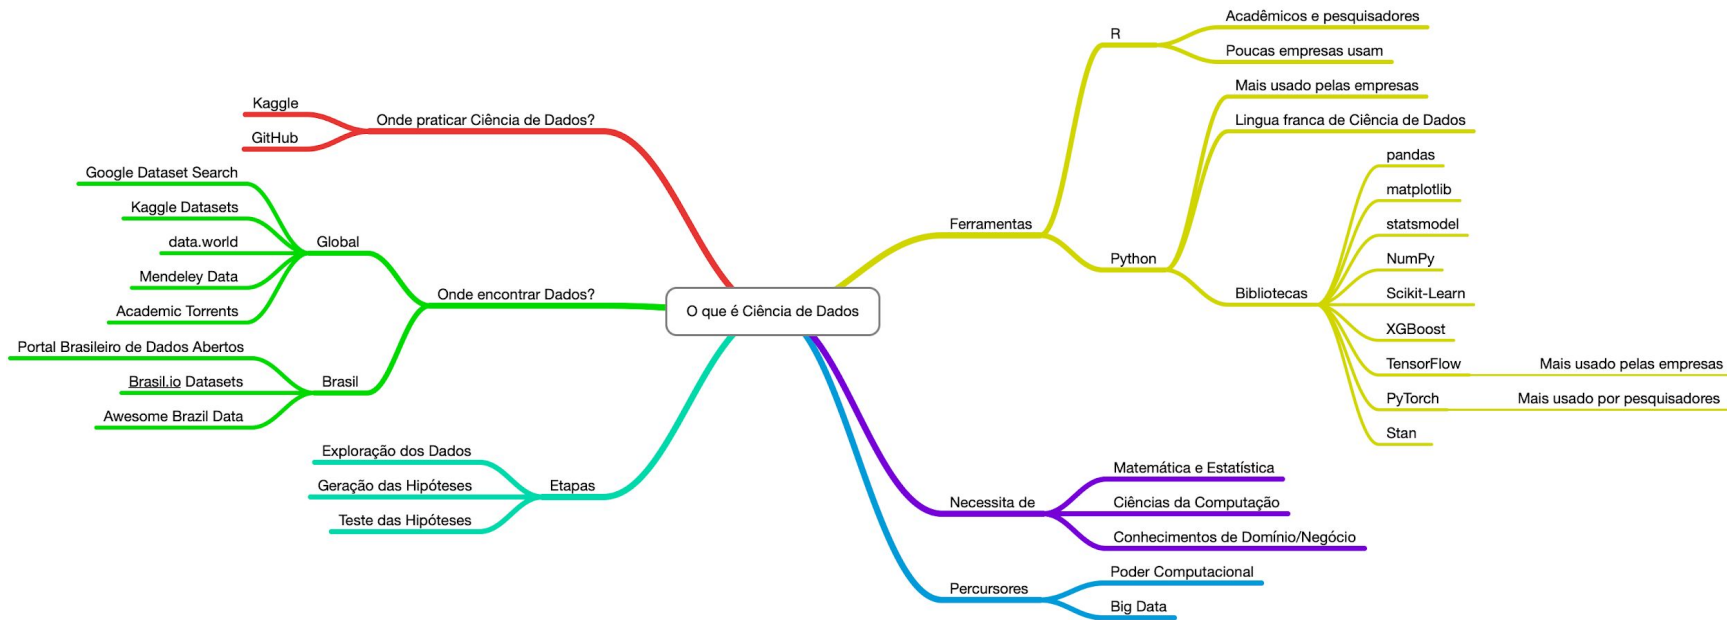 O que é Ciência de Dados
Onde praticar Ciência de Dados?
Kaggle
GitHub
Onde encontrar Dados?
Global
Google Dataset Search
Kaggle Datasets
data.world
Mendeley Data
Academic Torrents
Brasil
Portal Brasileiro de Dados Abertos
Brasil.io Datasets
Awesome Brazil Data
Etapas
Exploração dos Dados
Geração das Hipóteses
Teste das Hipóteses
Ferramentas
R
Acadêmicos e pesquisadores
Poucas empresas usam
Python
Mais usado pelas empresas
Lingua franca de Ciência de Dados
Bibliotecas
pandas
matplotlib
statsmodel
NumPy
Scikit-Learn
XGBoost
TensorFlow
Mais usado pelas empresas
PyTorch
Mais usado por pesquisadores
Stan
Necessita de
Matemática e Estatística
Ciências da Computação
Conhecimentos de Domínio/Negócio
Percursores
Poder Computacional
Big Data